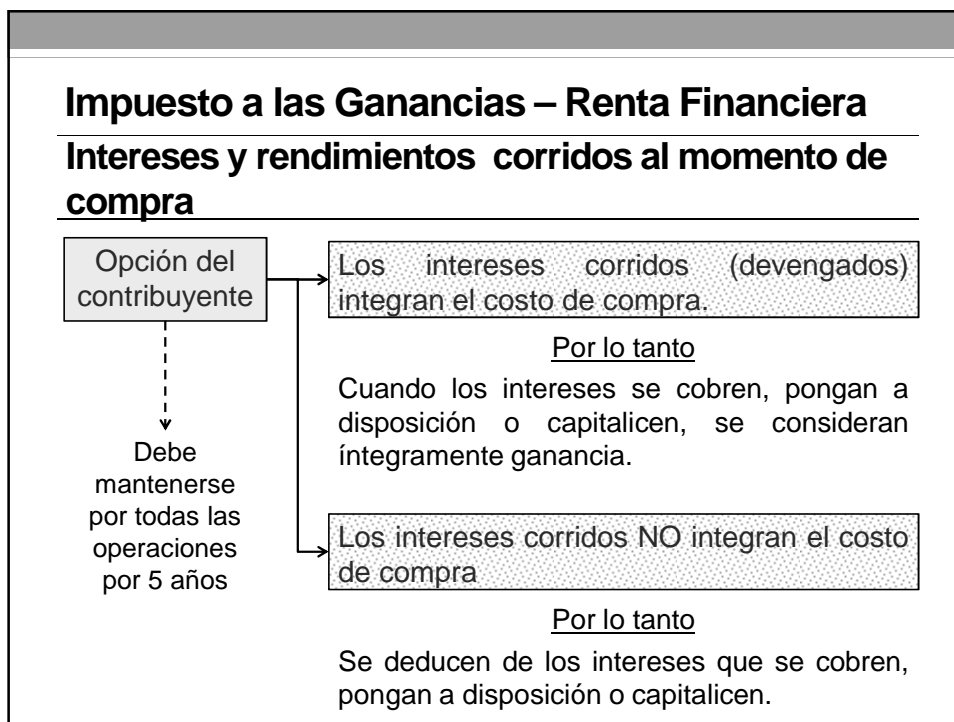 Impuesto a las Ganancias – Renta Financiera
Intereses y rendimientos corridos al momento de
compra
Opción del
contribuyente
Debe
mantenerse
por todas las
operaciones
por 5 años
Los intereses corridos (devengados)
integran el costo de compra.
Por lo tanto
Cuando los intereses se cobren, pongan a
disposición o capitalicen, se consideran
íntegramente ganancia.
Los intereses corridos NO integran el costo
de compra
Por lo tanto
Se deducen de los intereses que se cobren,
pongan a disposición o capitalicen.